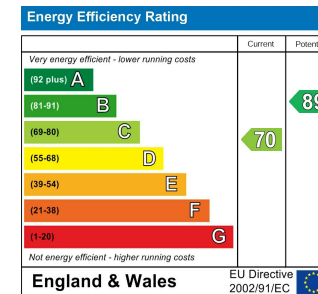 Energy Efficiency Rating
Current Potent
Very energy efficient - lower running costs
(92 plus) A
(81-91) B 89
(69-80) C 70
(55-68) D
(39-54) E
(21-38) F
(1-20) G
Not energy efficient - higher running costs
England & Wales
EU Directive
2002/91/EC